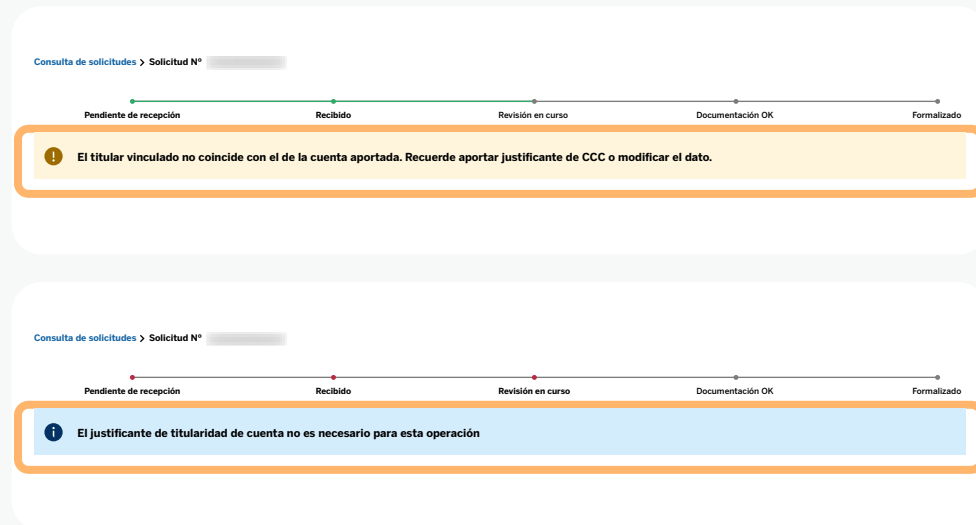 Consulta de solicitudes > Solicitud Nº
Pendiente de recepción Recibido Revisión en curso Documentación OK Formalizado
El titular vinculado no coincide con el de la cuenta aportada. Recuerde aportar justificante de CCC o modificar el dato.
Consulta de solicitudes > Solicitud Nº
Pendiente de recepción Recibido Revisión en curso Documentación OK Formalizado
El justificante de titularidad de cuenta no es necesario para esta operación